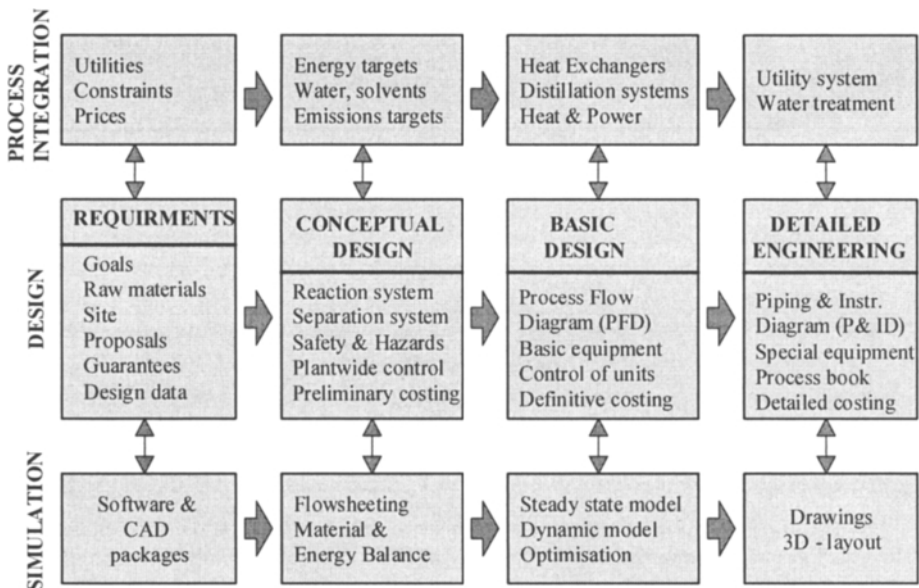 PROCESS
INTEGRATION
Utilities
Constraints
Prices
Energy targets
Water, solvents
Emissions targets
Heat Exchangers
Distillation systems
Heat & Power
Utility system
Water treatment
DESIGN
REQUIRMENTS
Goals
Raw materials
Site
Proposals
Guarantees
Design data
CONCEPTUAL
DESIGN
Reaction system
Separation system
Safety & Hazards
Plantwide control
Preliminary costing
BASIC
DESIGN
Process Flow
Diagram (PFD)
Basic equipment
Control of units
Definitive costing
DETAILED
ENGINEERING
Piping & Instr.
Diagram (P& ID)
Special equipment
Process book
Detailed costing
SIMULATION
Software &
CAD
packages
Flowsheeting
Material &
Energy Balance
Steady state model
Dynamic model
Optimisation
Drawings
3D - layout